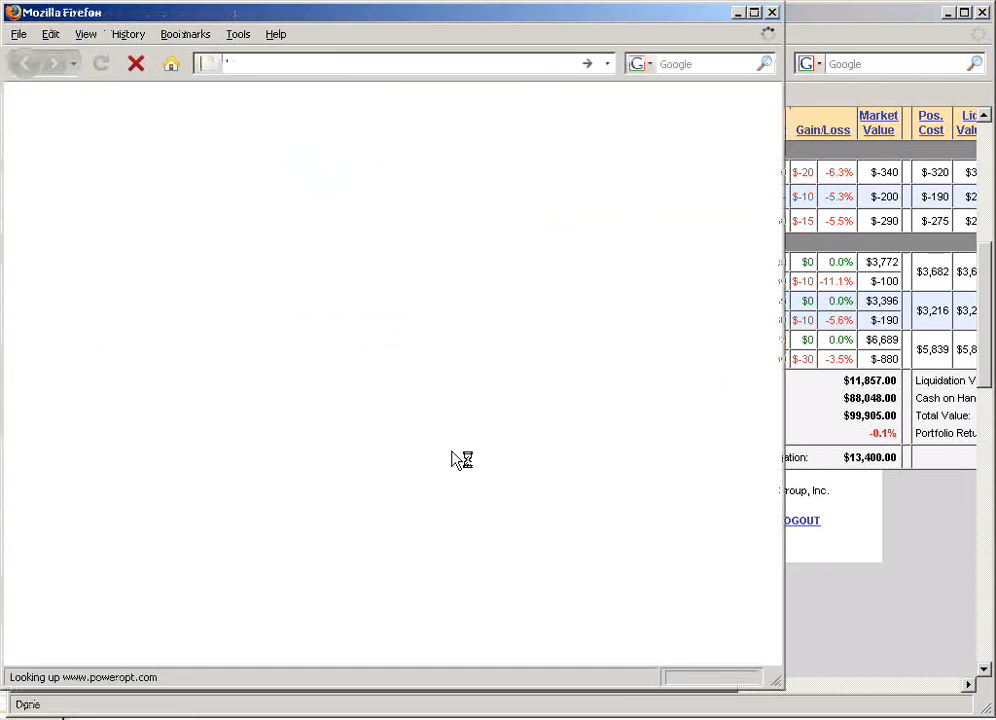 Mozilla Firefox
File Edit View History Bookmarks Tools Help
Google
Google
Gain/Loss Market Value Pos. Cost
$-20 -6.3% $-340 $-320
$-10 -5.3% $-200 $-190
$-15 -5.5% $-290 $-275
$0 0.0% $3,772 $3,682
$-10 -11.1% $-100
$0 0.0% $3,396 $3,216
$-10 -5.6% $-190
$0 0.0% $6,689 $5,839
$-30 -3.5% $-880
$11,857.00 Liquidation V
$88,048.00 Cash on Han
$99,905.00 Total Value:
-0.1% Portfolio Retu
ation: $13,400.00
Group, Inc.
LOGOUT
Looking up www.poweropt.com
Done